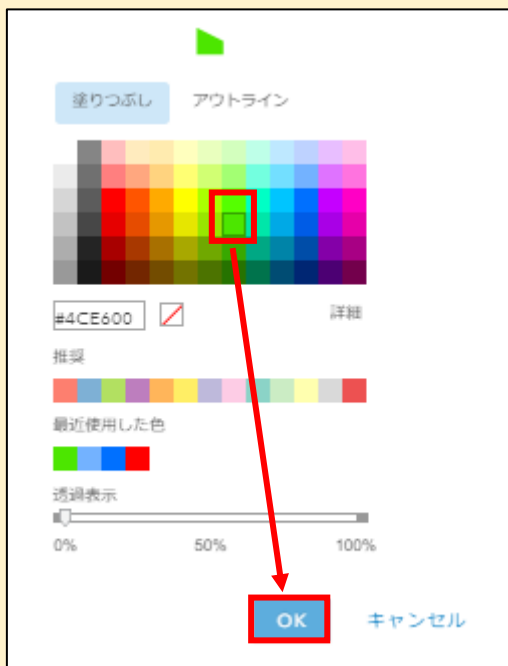 塗りつぶし アウトライン
#4CE600 詳細
推奨
最近使用した色
透過表示
0% 50% 100%
OK キャンセル